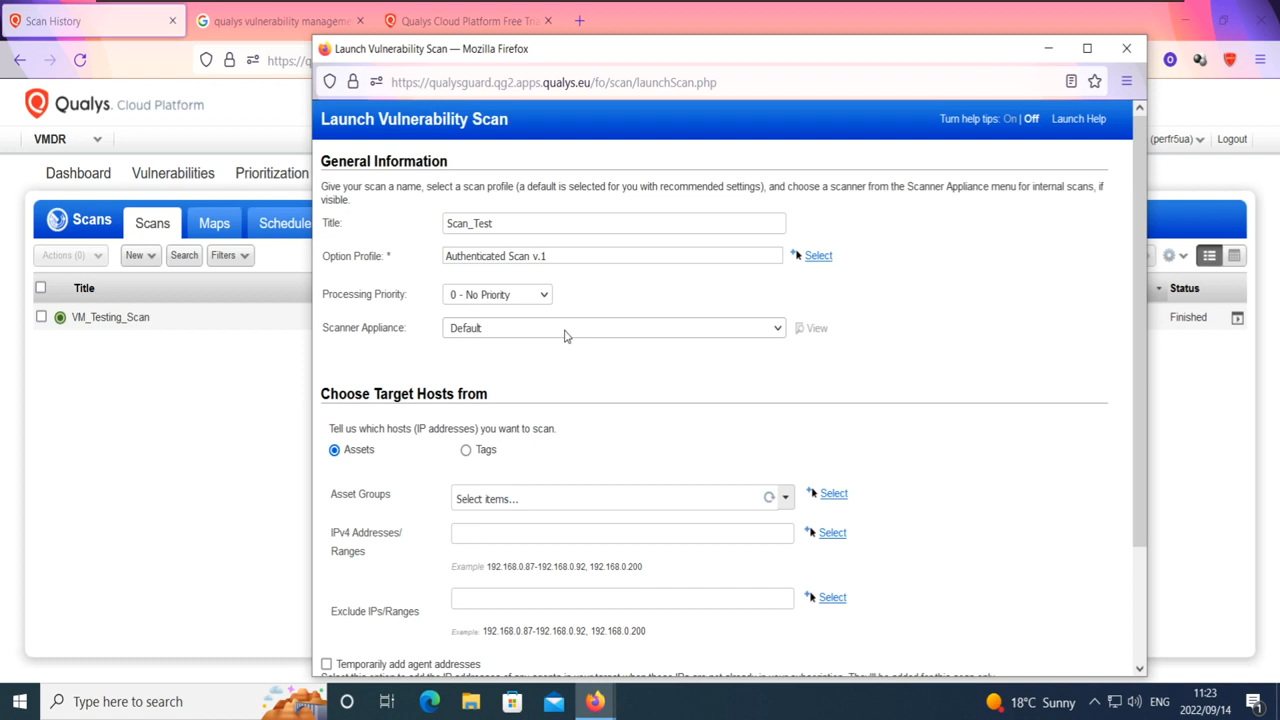 Scan History
qualys vulnerability management
Qualys Cloud Platform Free Tria
https://q
Launch Vulnerability Scan — Mozilla Firefox
https://qualysguard.qg2.apps.qualys.eu/fo/scan/launchScan.php
Qualys. Cloud Platform
VMDR
(perfr5ua)
Logout
Dashboard
Vulnerabilities
Prioritization
Scans
Scans
Maps
Schedule
Actions (0)
New
Search
Filters
Title
Status
VM_Testing_Scan
Finished
Launch Vulnerability Scan
Turn help tips: On | Off
Launch Help
General Information
Give your scan a name, select a scan profile (a default is selected for you with recommended settings), and choose a scanner from the Scanner Appliance menu for internal scans, if
visible.
Title:
Scan_Test
Option Profile: *
Authenticated Scan v.1
Select
Processing Priority:
0 - No Priority
Scanner Appliance:
Default
View
Choose Target Hosts from
Tell us which hosts (IP addresses) you want to scan.
Assets
Tags
Asset Groups
Select items...
Select
IPv4 Addresses/
Ranges
Select
Example 192.168.0.87-192.168.0.92, 192.168.0.200
Exclude IPs/Ranges
Select
Example: 192.168.0.87-192.168.0.92, 192.168.0.200
Temporarily add agent addresses
Type here to search
18°C Sunny
ENG
11:23
2022/09/14
1